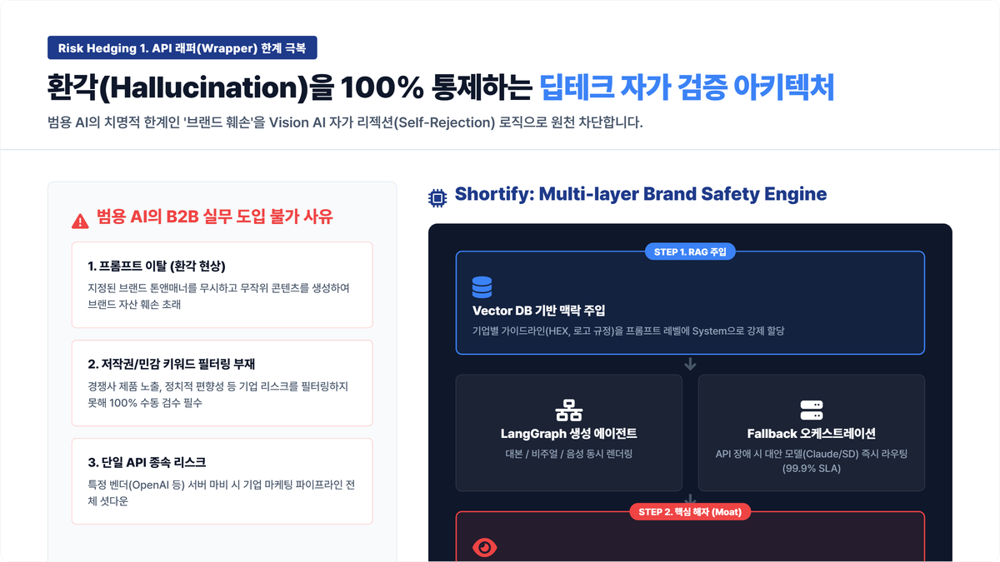 Risk Hedging 1. API 래퍼(Wrapper) 한계 극복
환각(Hallucination)을 100% 통제하는 딥테크 자가 검증 아키텍처
범용 AI의 치명적 한계인 '브랜드 훼손'을 Vision AI 자가 리젝션(Self-Rejection) 로직으로 원천 차단합니다.
범용 AI의 B2B 실무 도입 불가 사유
1. 프롬프트 이탈 (환각 현상)
지정된 브랜드 톤앤매너를 무시하고 무작위 콘텐츠를 생성하여
브랜드 자산 훼손 초래
2. 저작권/민감 키워드 필터링 부재
경쟁사 제품 노출, 정치적 편향성 등 기업 리스크를 필터링하지
못해 100% 수동 검수 필수
3. 단일 API 종속 리스크
특정 벤더(OpenAI 등) 서버 마비 시 기업 마케팅 파이프라인 전
체 셧다운
Shortify: Multi-layer Brand Safety Engine
STEP 1. RAG 주입
Vector DB 기반 맥락 주입
기업별 가이드라인(HEX, 로고 규정)을 프롬프트 레벨에 System으로 강제 할당
LangGraph 생성 에이전트
대본 / 비주얼 / 음성 동시 렌더링
Fallback 오케스트레이션
API 장애 시 대안 모델(Claude/SD) 즉시 라우팅
(99.9% SLA)
STEP 2. 핵심 해자 (Moat)